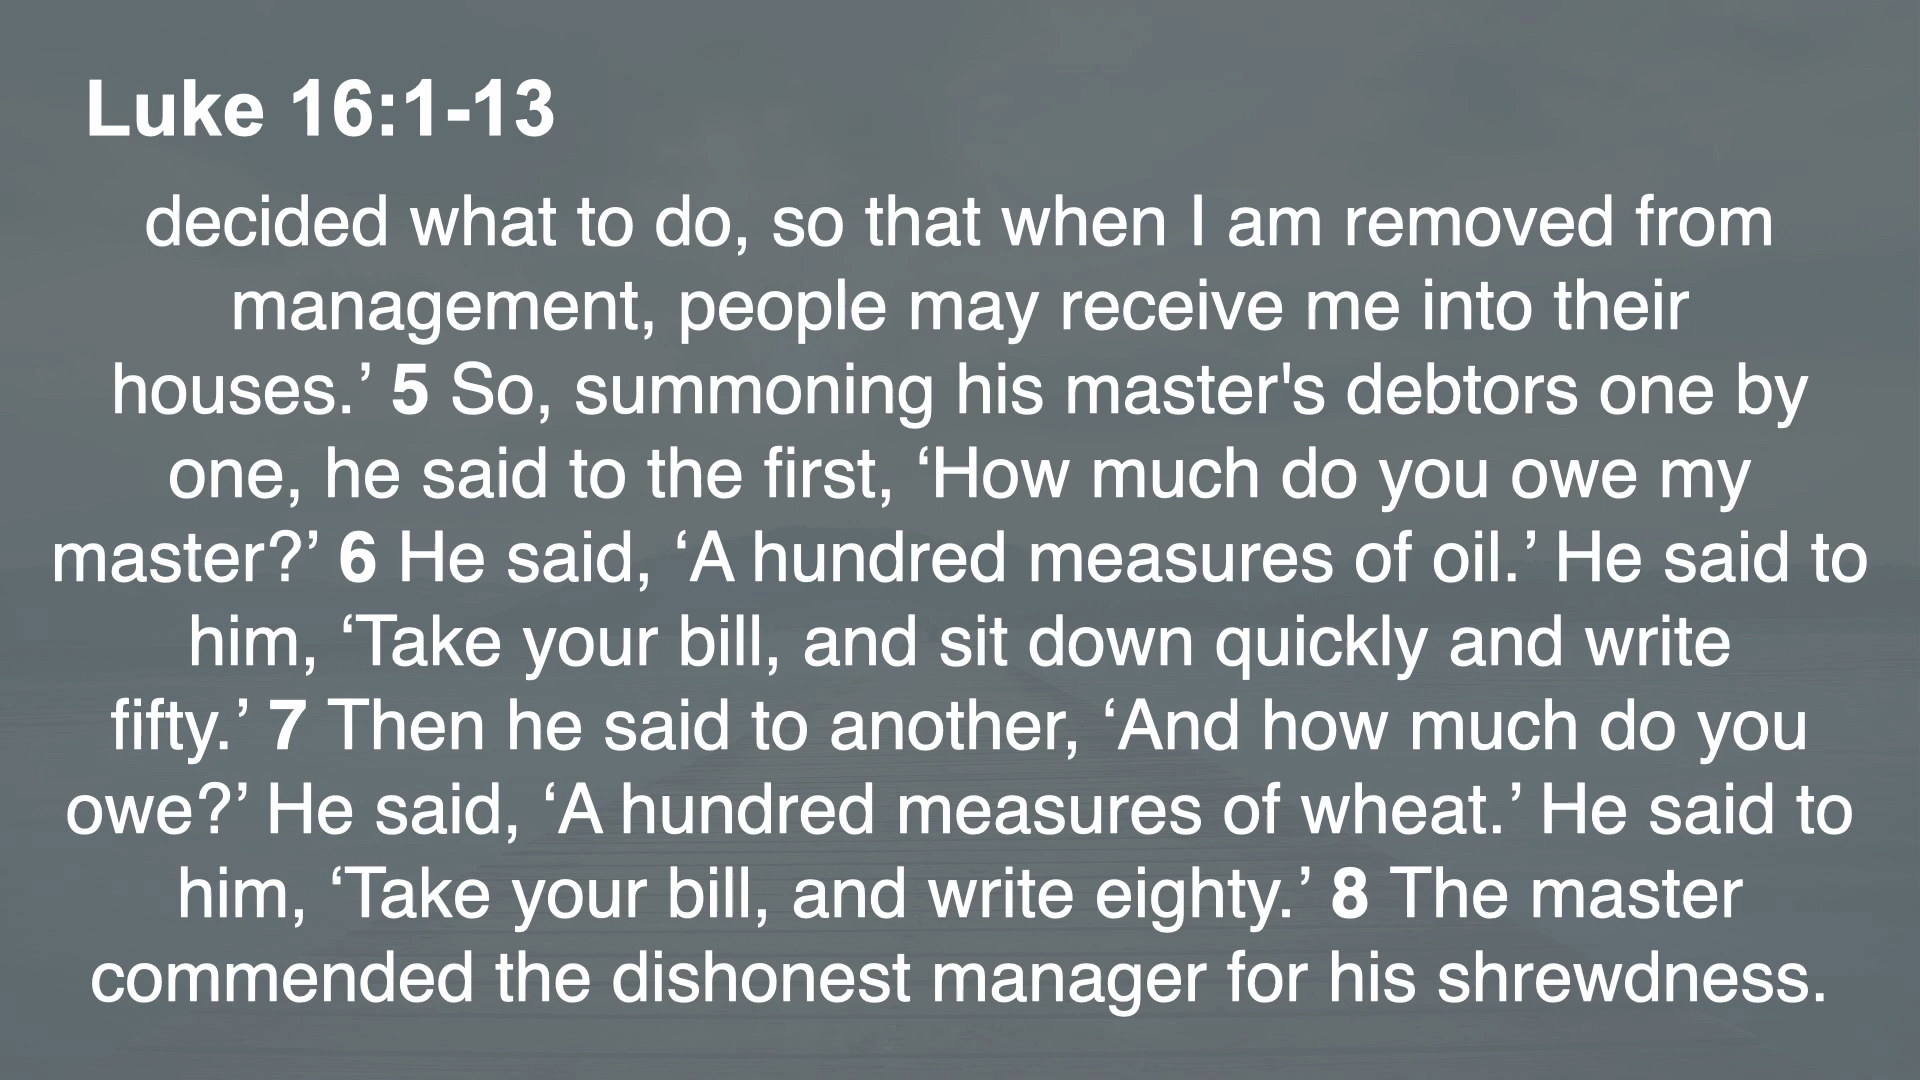 Luke 16:1-13
decided what to do, so that when I am removed from
management, people may receive me into their
houses.’ 5 So, summoning his master's debtors one by
one, he said to the first, ‘How much do you owe my
master?’ 6 He said, ‘A hundred measures of oil.’ He said to
him, ‘Take your bill, and sit down quickly and write
fifty.’ 7 Then he said to another, ‘And how much do you
owe?’ He said, ‘A hundred measures of wheat.’ He said to
him, ‘Take your bill, and write eighty.’ 8 The master
commended the dishonest manager for his shrewdness.